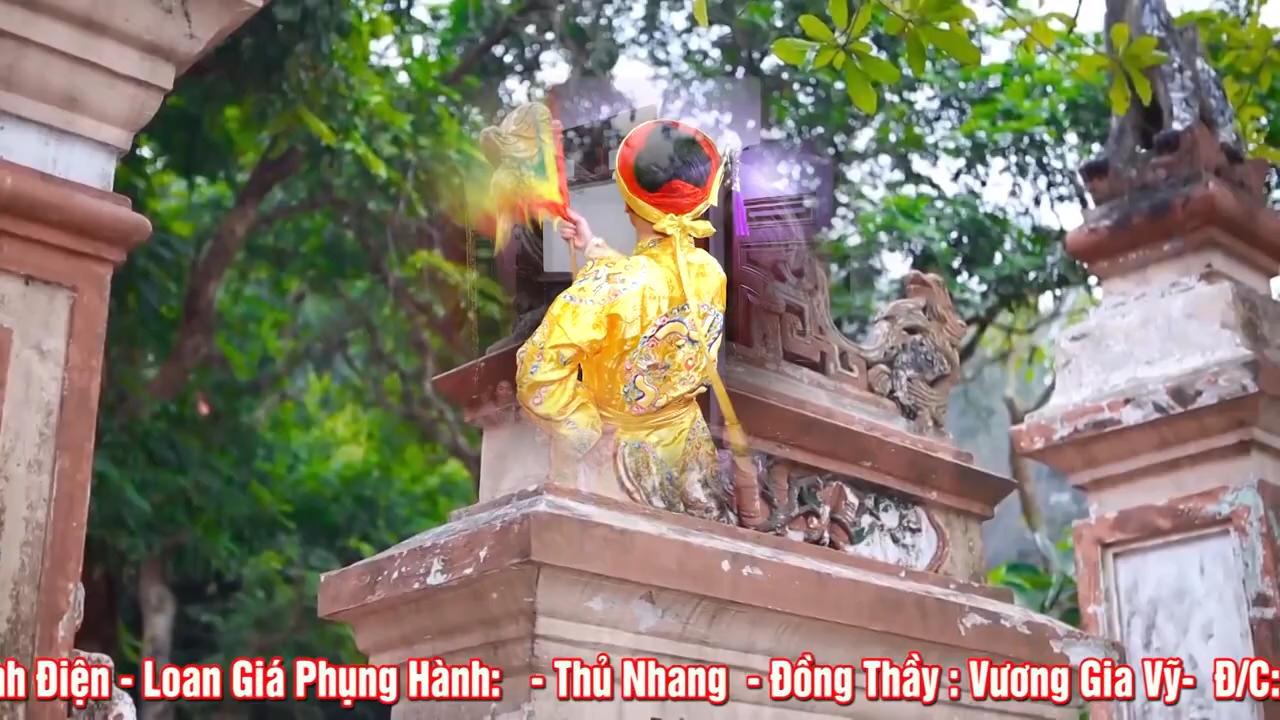 Điện - Loan Giá Phụng Hành: - Thủ Nhang - Đồng Thầy : Vương Gia Vỹ- Đ/C: